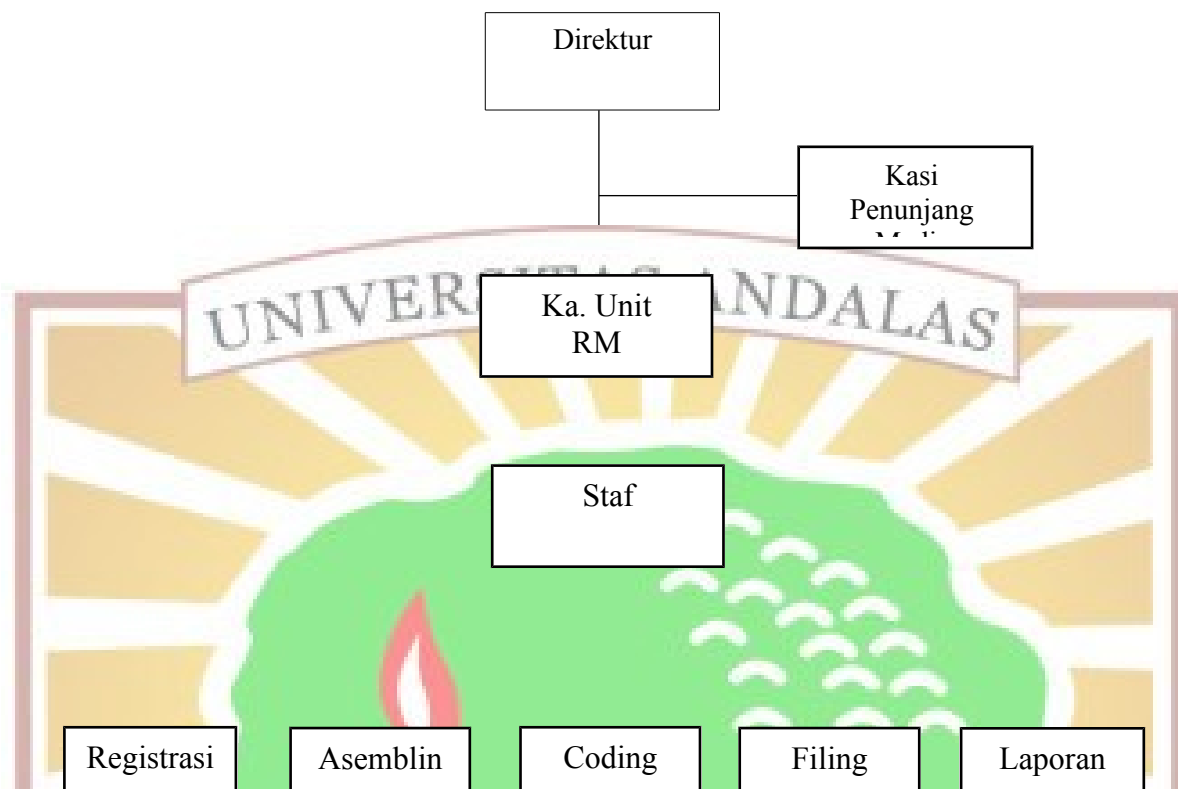 Direktur
Kasi
Penunjang
UNIVERSITAS ANDALAS
Ka. Unit
RM
Staf
Registrasi
Asemblin
Coding
Filing
Laporan